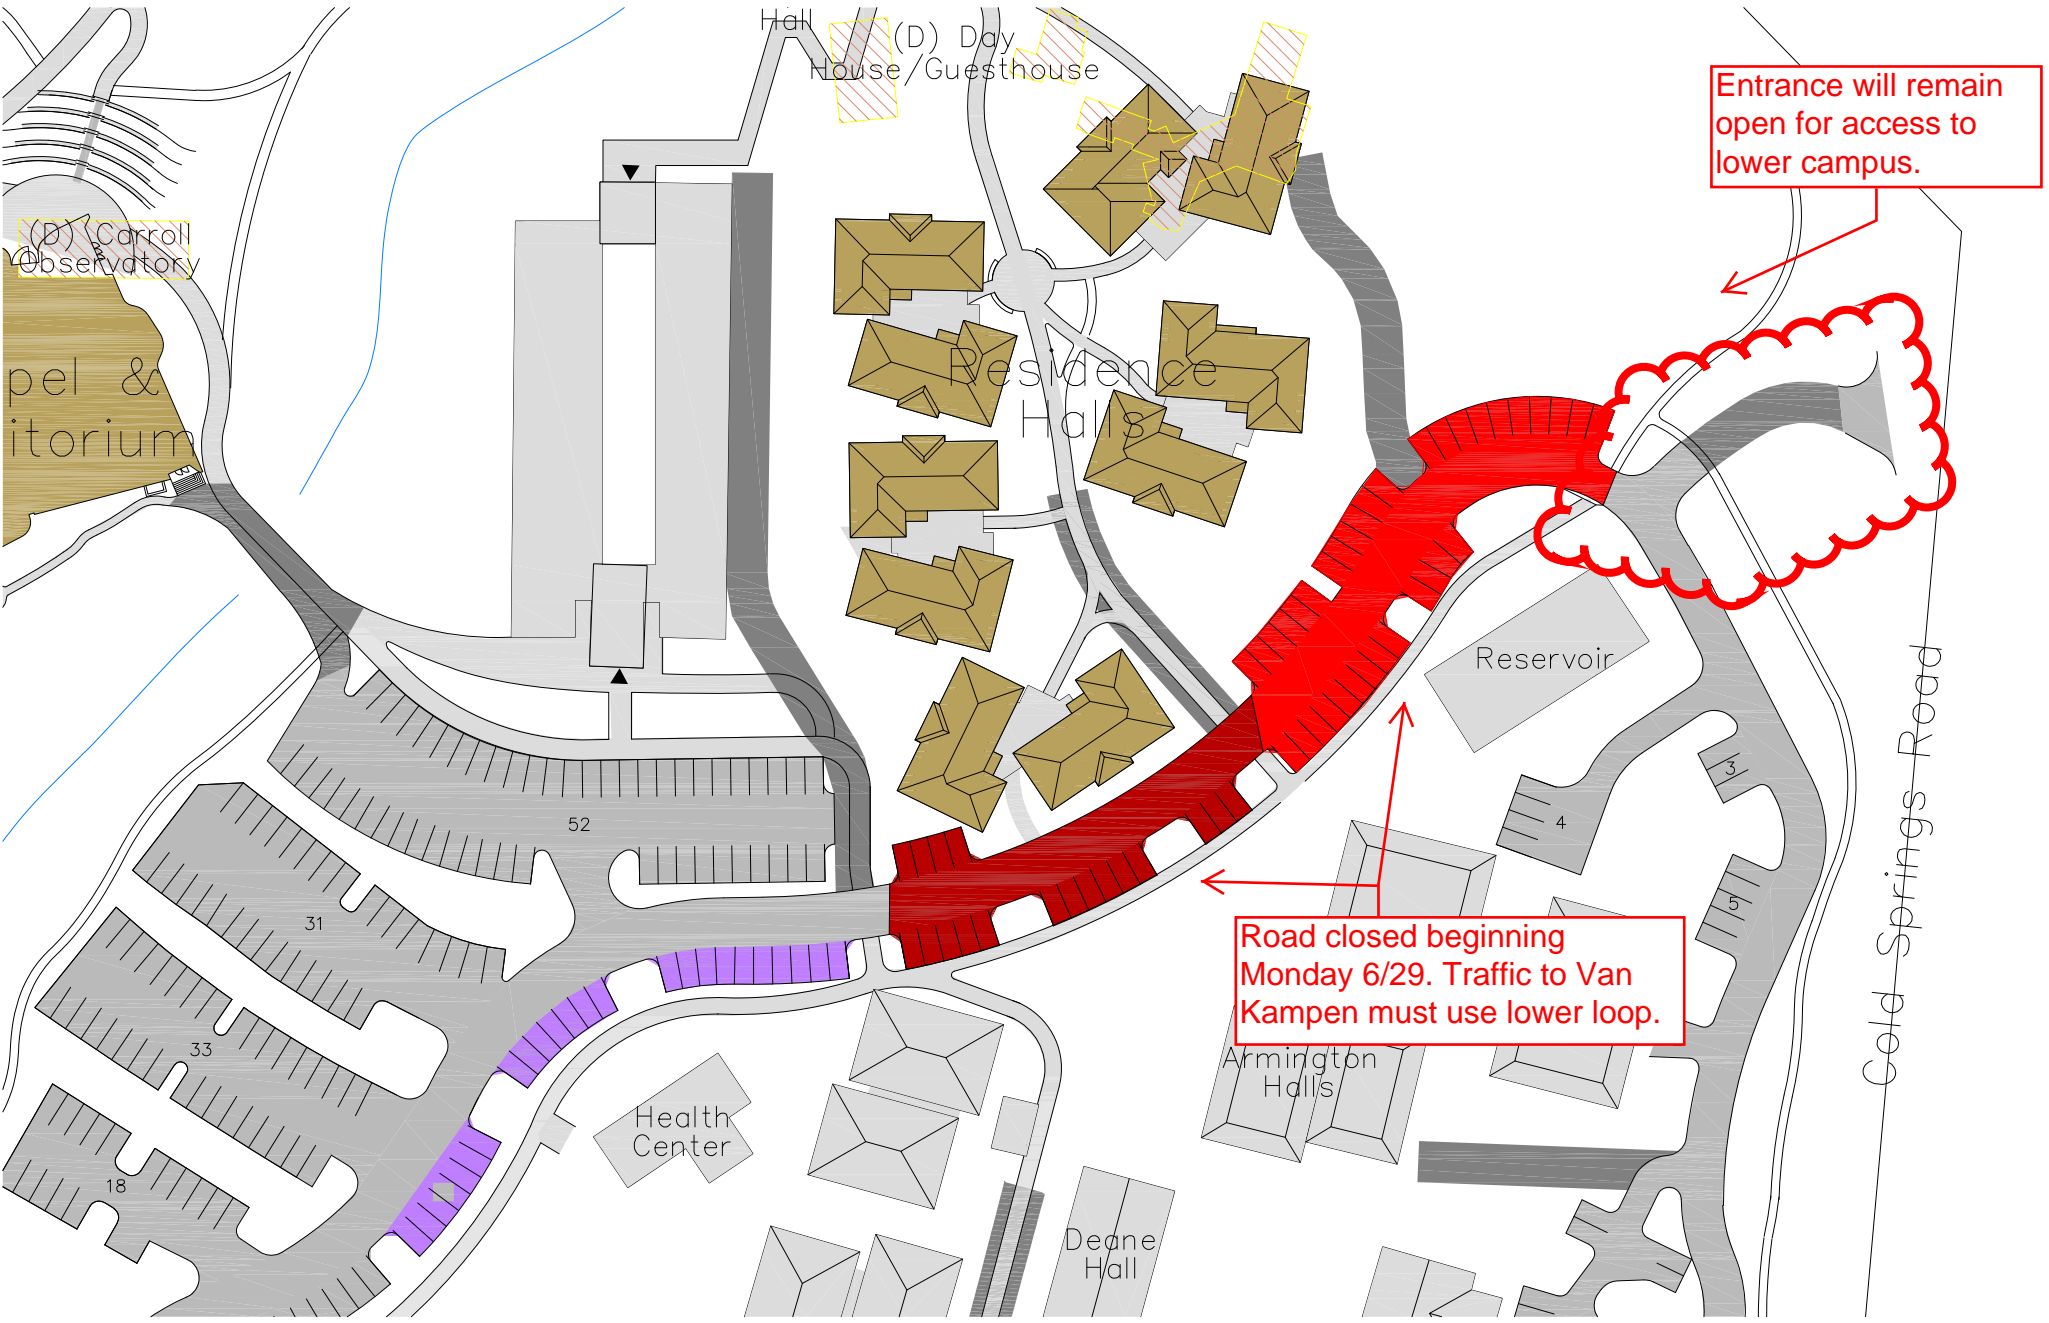 Hall
(D) Day
House/Guesthouse
Entrance will remain
open for access to
lower campus.
(D) Carroll
Observatory
pel &
itorium
Residence
Halls
Reservoir
Cold Springs Road
3
4
52
5
31
Road closed beginning
Monday 6/29. Traffic to Van
Kampen must use lower loop.
33
Armington
Halls
Health
Center
18
Deane
Hall